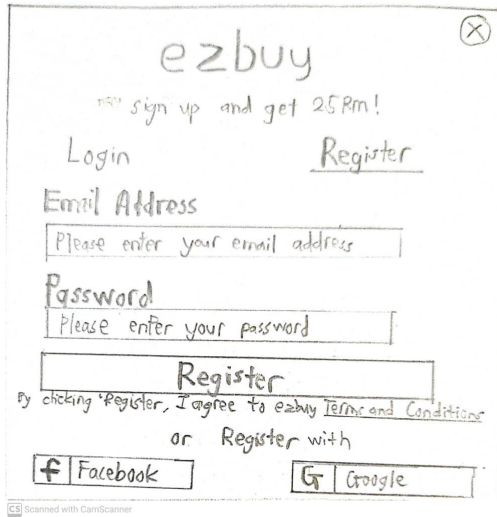 ezbuy
sign up and get 25Rm!
Login Register
Email Address
Please enter your email address
Password
Please enter your password
Register
By clicking 'Register, I agree to ezbuy Terms and Conditions
or Register with
f Facebook G Google
CS Scanned with CamScanner